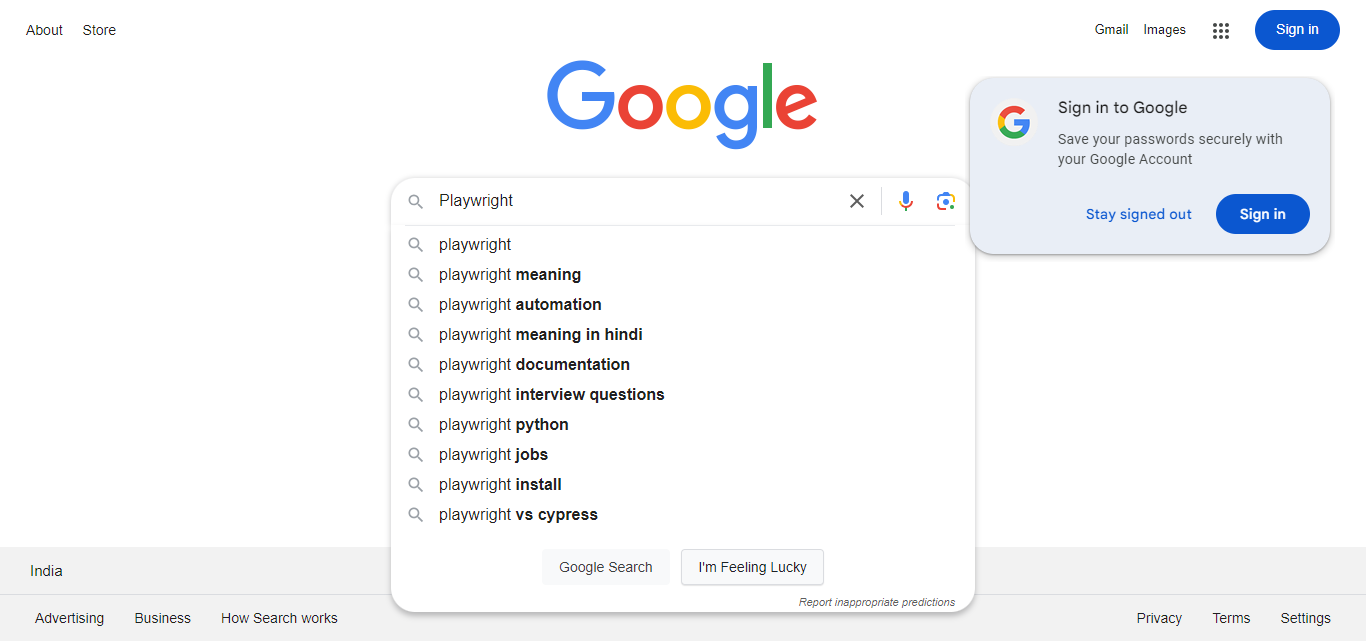 About Store
Gmail Images Sign in
Google
Sign in to Google
Save your passwords securely with
your Google Account
Stay signed out Sign in
Playwright
playwright
playwright meaning
playwright automation
playwright meaning in hindi
playwright documentation
playwright interview questions
playwright python
playwright jobs
playwright install
playwright vs cypress
Google Search I'm Feeling Lucky
Report inappropriate predictions
India
Advertising Business How Search works
Privacy Terms Settings